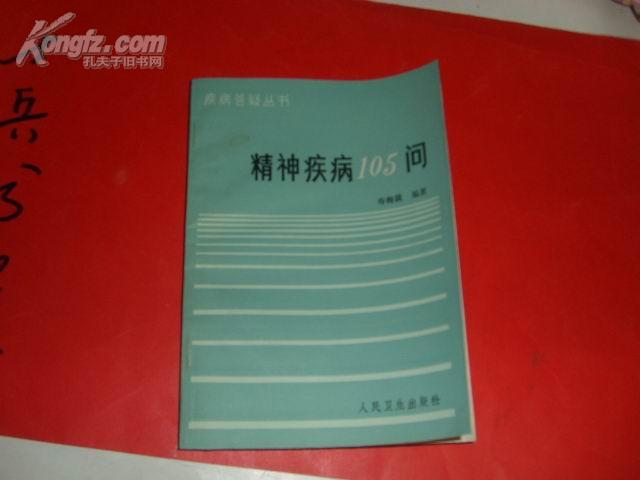 Kongfz.com
孔夫子旧书网
疾病答疑丛书
精神疾病105问
编著
人民卫生出版社
兵